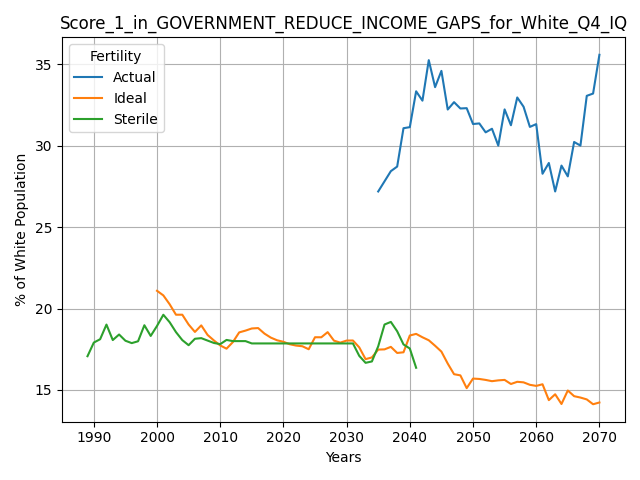 Score_1_in_GOVERNMENT_REDUCE_INCOME_GAPS_for_White_Q4_IQ
Fertility
Actual
Ideal
Sterile
% of White Population
35
30
25
20
15
1990 2000 2010 2020 2030 2040 2050 2060 2070
Years